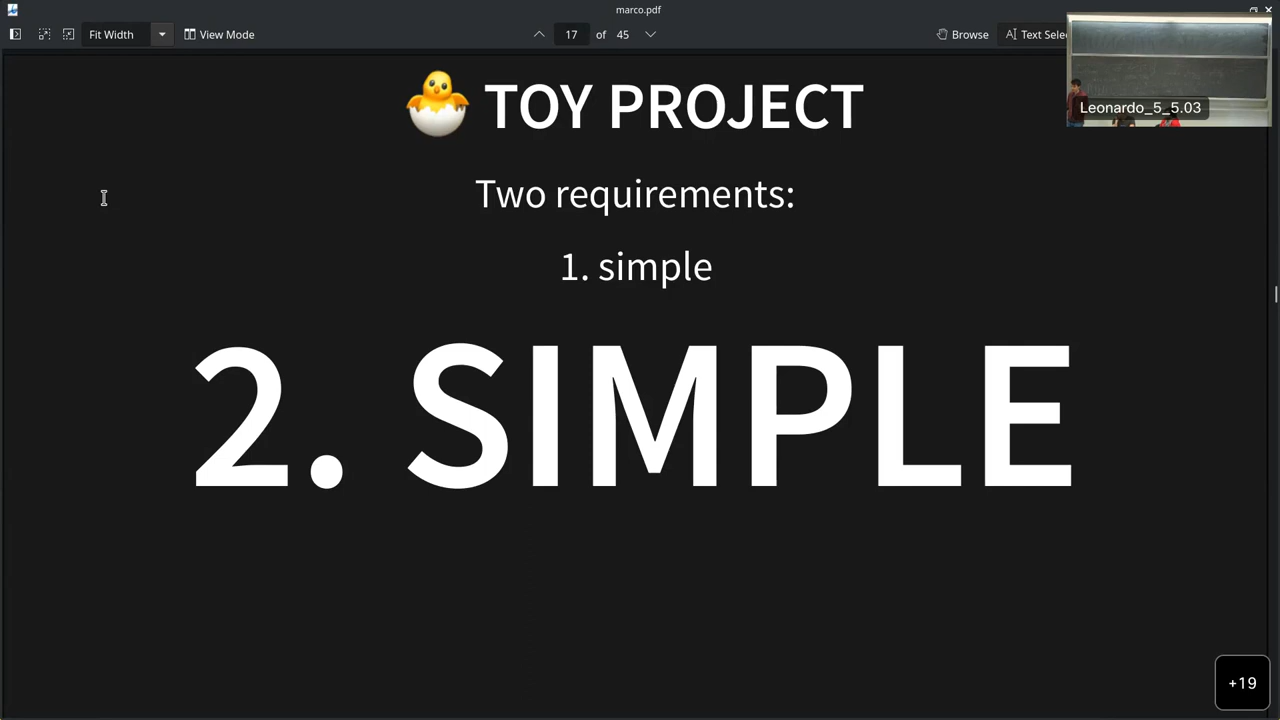 marco.pdf
Fit Width
View Mode
17 of 45
Browse
Text Selec
Leonardo_5_5.03
🐣 TOY PROJECT
Two requirements:
1. simple
2. SIMPLE
+19